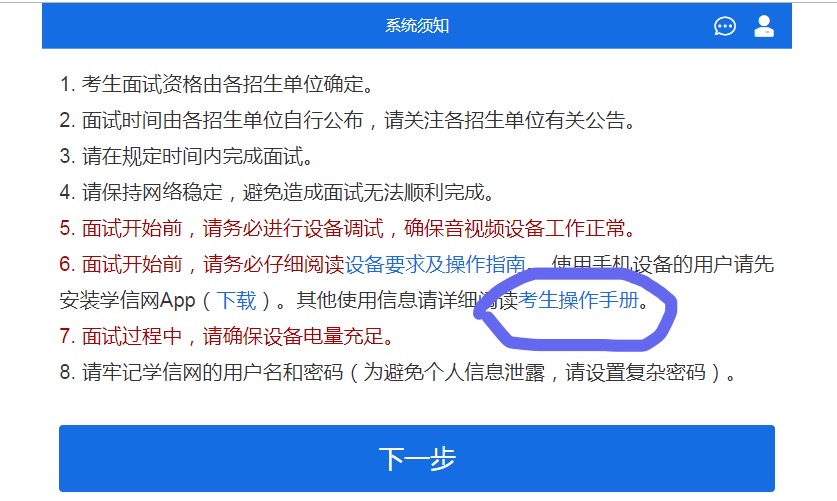 系统须知
1. 考生面试资格由各招生单位确定。
2. 面试时间由各招生单位自行公布，请关注各招生单位有关公告。
3. 请在规定时间内完成面试。
4. 请保持网络稳定，避免造成面试无法顺利完成。
5. 面试开始前，请务必进行设备调试，确保音视频设备工作正常。
6. 面试开始前，请务必仔细阅读设备要求及操作指南。 使用手机设备的用户请先
安装学信网App（下载）。其他使用信息请详细阅读考生操作手册。
7. 面试过程中，请确保设备电量充足。
8. 请牢记学信网的用户名和密码（为避免个人信息泄露，请设置复杂密码）。
下一步